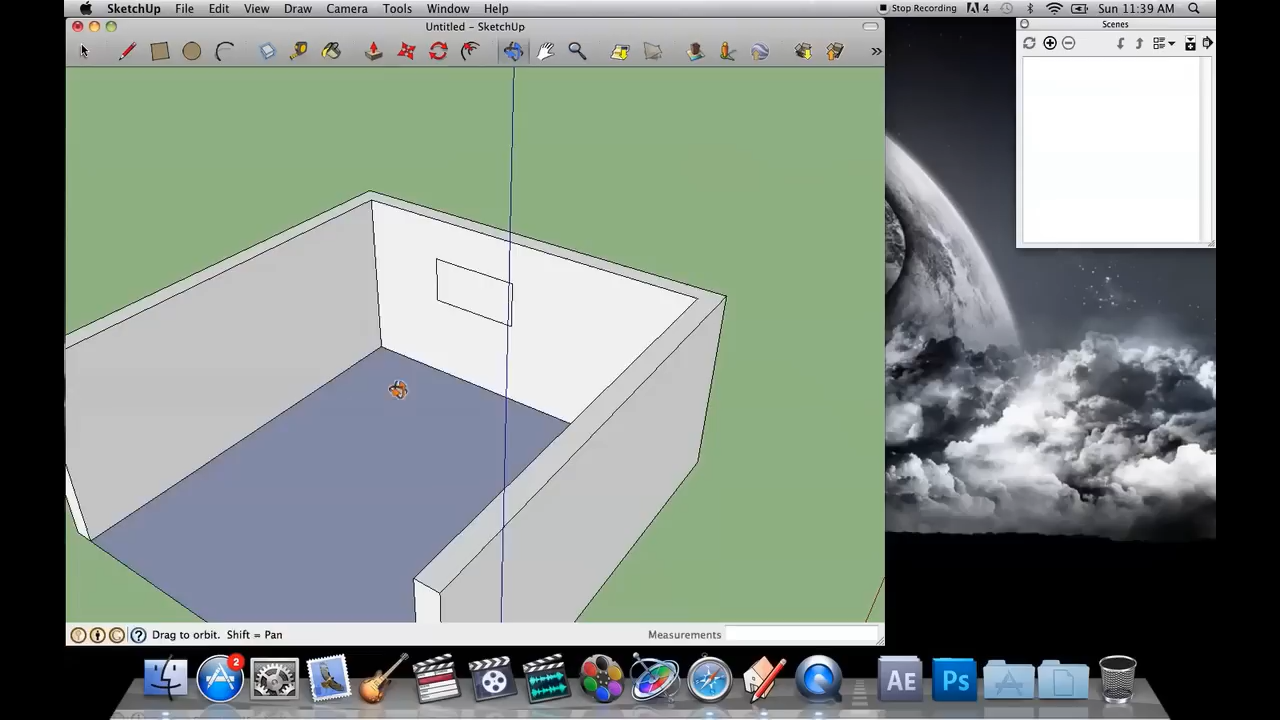 SketchUp File Edit View Draw Camera Tools Window Help
Stop Recording 4 Sun 11:39 AM
Untitled – SketchUp
Scenes
Drag to orbit. Shift = Pan
Measurements
2
AE
Ps